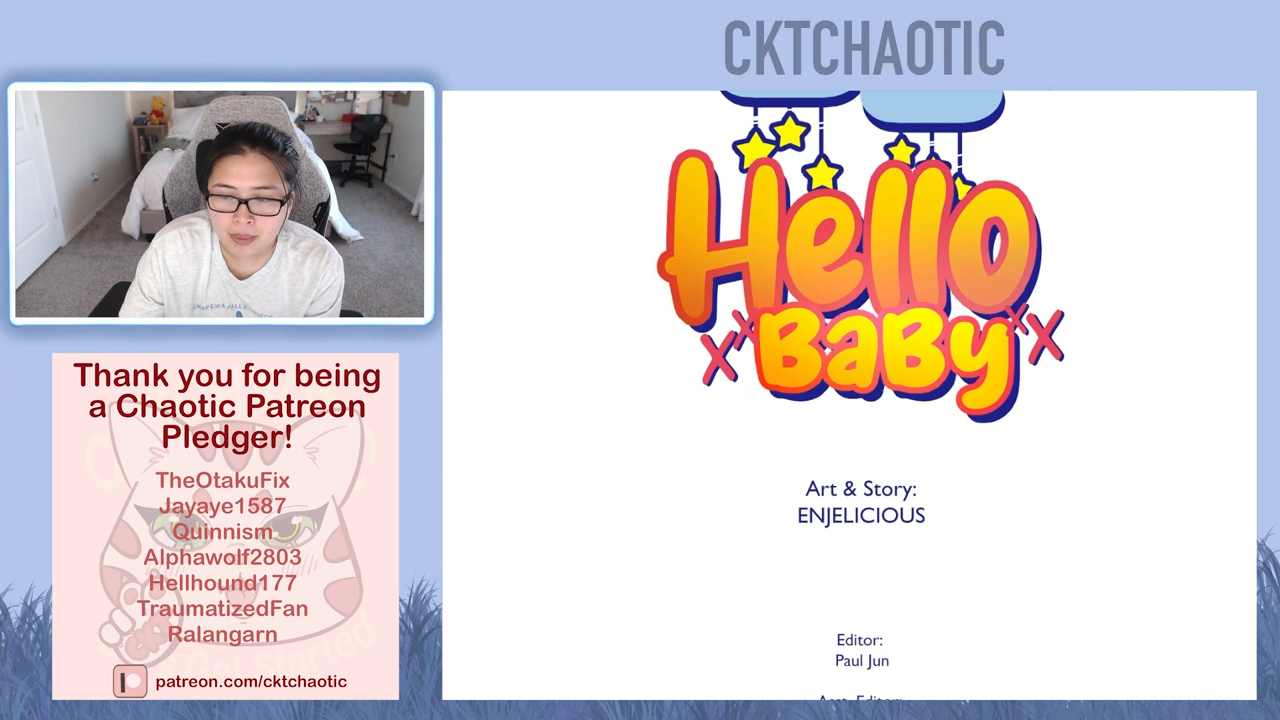 CKTCHAOTIC
Hello
BaBy
x x x x
Art & Story:
ENJELICIOUS
Editor:
Paul Jun
Thank you for being
a Chaotic Patreon
Pledger!
TheOtakuFix
Jayaye1587
Quinnism
Alphawolf2803
Hellhound177
TraumatizedFan
Ralangarn
patreon.com/cktchaotic